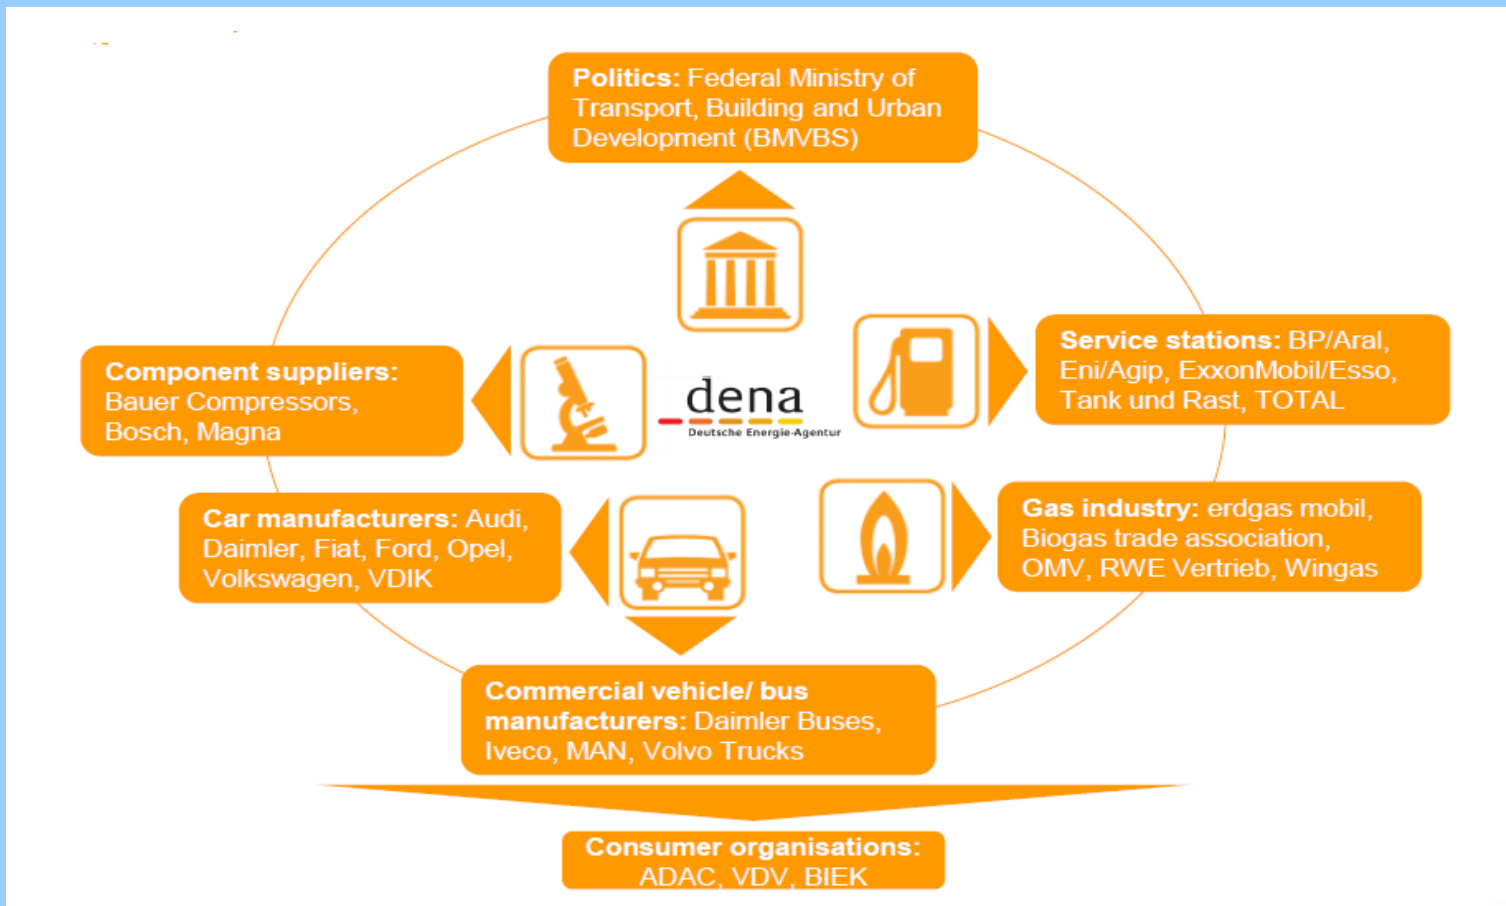 Politics: Federal Ministry of
Transport, Building and Urban
Development (BMVBS)
Service stations: BP/Aral,
Eni/Agip, ExxonMobil/Esso,
Tank und Rast, TOTAL
Component suppliers:
Bauer Compressors,
Bosch, Magna
dena
Deutsche Energie-Agentur
Gas industry: erdgas mobil,
Biogas trade association,
OMV, RWE Vertrieb, Wingas
Car manufacturers: Audi,
Daimler, Fiat, Ford, Opel,
Volkswagen, VDIK
Commercial vehicle/ bus
manufacturers: Daimler Buses,
Iveco, MAN, Volvo Trucks
Consumer organisations:
ADAC, VDV, BIEK